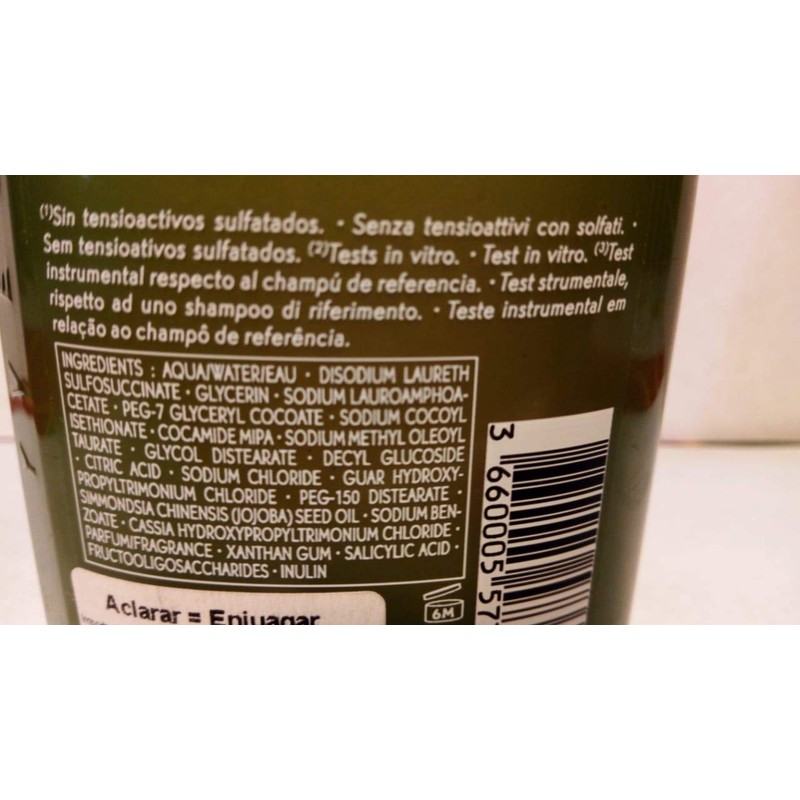 (1)Sin tensioactivos sulfatados. · Senza tensioattivi con solfati. ·
Sem tensioativos sulfatados. (2)Tests in vitro. · Test in vitro. (3)Test
instrumental respecto al champú de referencia. · Test strumentale,
rispetto ad uno shampoo di riferimento. · Teste instrumental em
relação ao champô de referência.
INGREDIENTS : AQUA/WATER/EAU · DISODIUM LAURETH
SULFOSUCCINATE · GLYCERIN · SODIUM LAUROAMPHOA-
CETATE · PEG-7 GLYCERYL COCOATE · SODIUM COCOYL
ISETHIONATE · COCAMIDE MIPA · SODIUM METHYL OLEOYL
TAURATE · GLYCOL DISTEARATE · DECYL GLUCOSIDE
· CITRIC ACID · SODIUM CHLORIDE · GUAR HYDROXY-
PROPYLTRIMONIUM CHLORIDE · PEG-150 DISTEARATE ·
SIMMONDSIA CHINENSIS (JOJOBA) SEED OIL · SODIUM BEN-
ZOATE · CASSIA HYDROXYPROPYLTRIMONIUM CHLORIDE ·
PARFUM/FRAGRANCE · XANTHAN GUM · SALICYLIC ACID ·
FRUCTOOLIGOSACCHARIDES · INULIN
Aclarar = Enjuagar
6M
3 660005 57